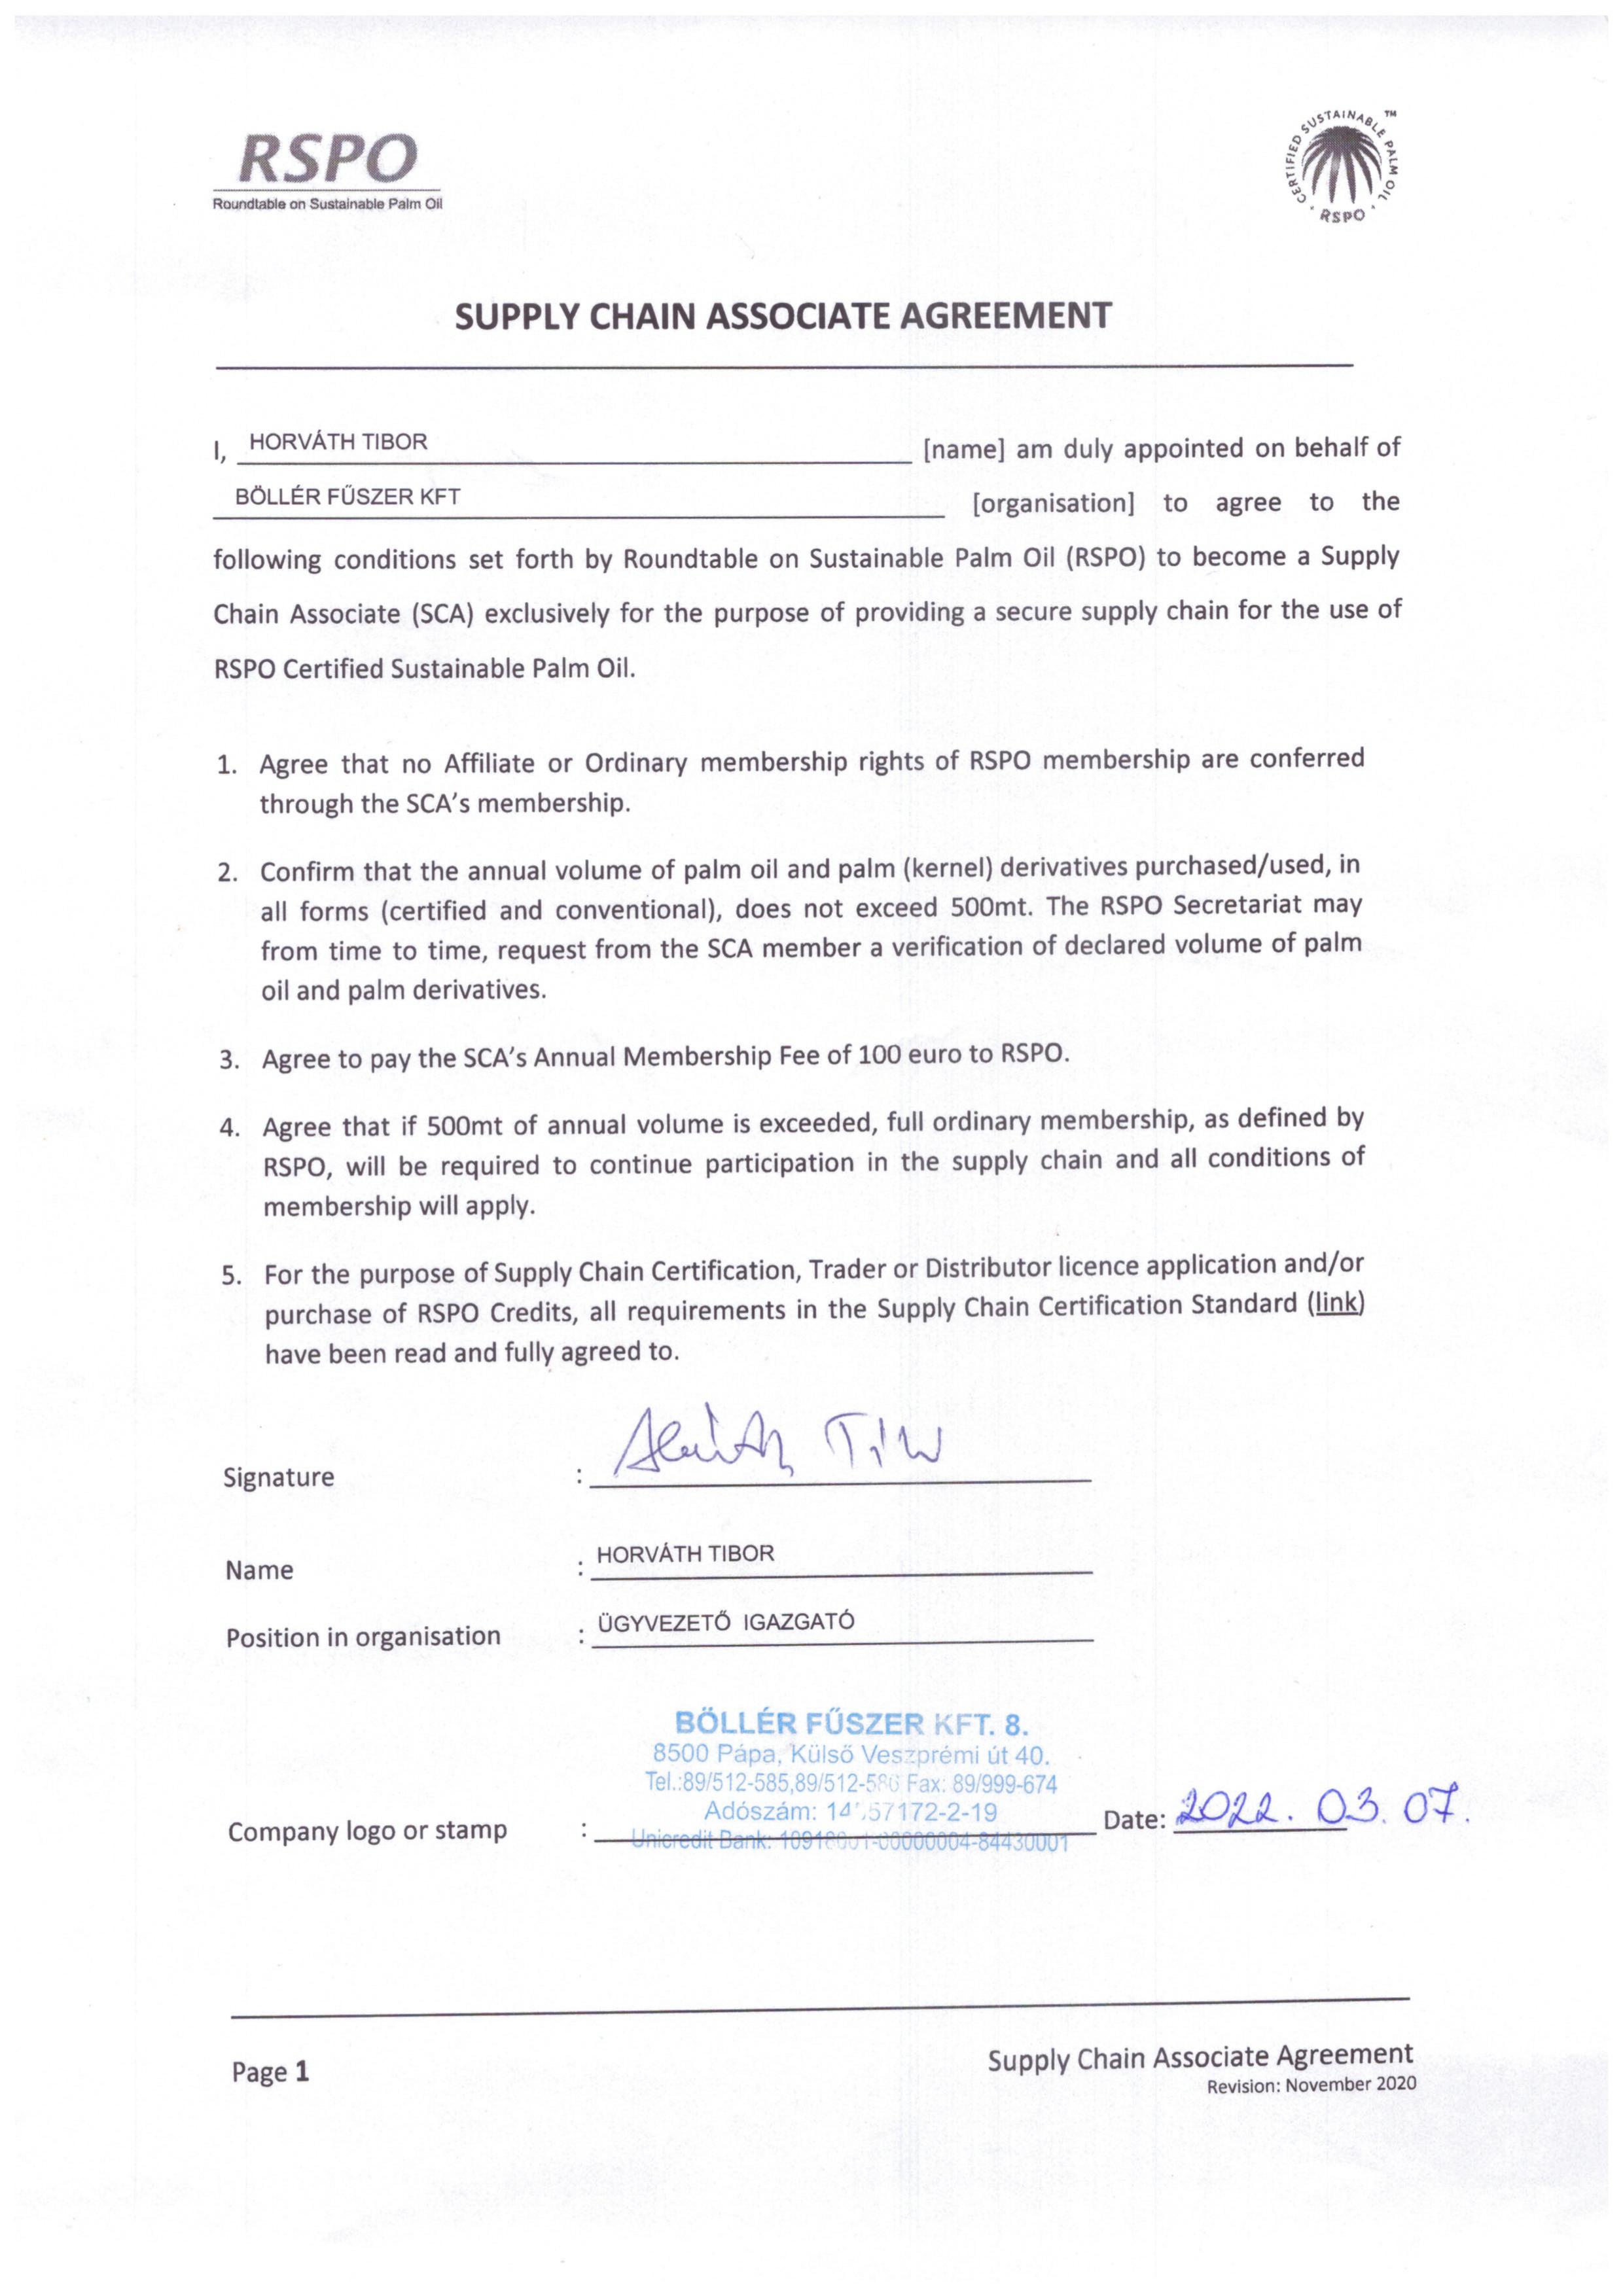 RSPO
Roundtable on Sustainable Palm Oil
CERTIFIED SUSTAINABLE PALM OIL · RSPO · TM
SUPPLY CHAIN ASSOCIATE AGREEMENT
I, HORVÁTH TIBOR [name] am duly appointed on behalf of
BÖLLÉR FŰSZER KFT [organisation] to agree to the
following conditions set forth by Roundtable on Sustainable Palm Oil (RSPO) to become a Supply
Chain Associate (SCA) exclusively for the purpose of providing a secure supply chain for the use of
RSPO Certified Sustainable Palm Oil.
1. Agree that no Affiliate or Ordinary membership rights of RSPO membership are conferred
through the SCA's membership.
2. Confirm that the annual volume of palm oil and palm (kernel) derivatives purchased/used, in
all forms (certified and conventional), does not exceed 500mt. The RSPO Secretariat may
from time to time, request from the SCA member a verification of declared volume of palm
oil and palm derivatives.
3. Agree to pay the SCA's Annual Membership Fee of 100 euro to RSPO.
4. Agree that if 500mt of annual volume is exceeded, full ordinary membership, as defined by
RSPO, will be required to continue participation in the supply chain and all conditions of
membership will apply.
5. For the purpose of Supply Chain Certification, Trader or Distributor licence application and/or
purchase of RSPO Credits, all requirements in the Supply Chain Certification Standard (link)
have been read and fully agreed to.
Signature :
Name : HORVÁTH TIBOR
Position in organisation : ÜGYVEZETŐ IGAZGATÓ
BÖLLÉR FŰSZER KFT. 8.
8500 Pápa, Külső Veszprémi út 40.
Tel.:89/512-585,89/512-586 Fax: 89/999-674
Adószám:
Company logo or stamp : Unicredit Bank: Date: 2022. 03. 07.
Page 1
Supply Chain Associate Agreement
Revision: November 2020